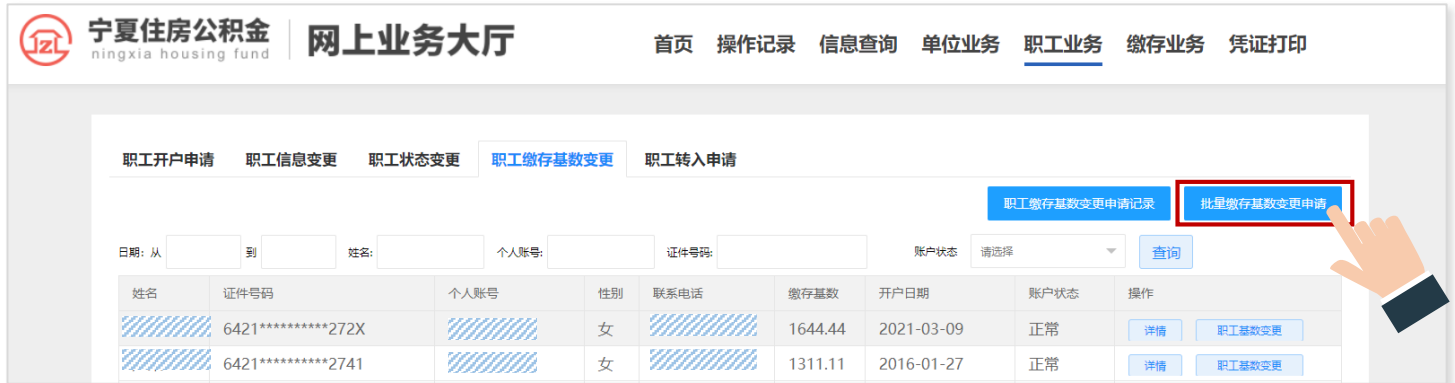 宁夏住房公积金
ningxia housing fund
网上业务大厅
首页 操作记录 信息查询 单位业务 职工业务 缴存业务 凭证打印
职工开户申请 职工信息变更 职工状态变更 职工缴存基数变更 职工转入申请
职工缴存基数变更申请记录 批量缴存基数变更申请
日期: 从 到 姓名: 个人账号: 证件号码: 账户状态 请选择 查询
姓名 证件号码 个人账号 性别 联系电话 缴存基数 开户日期 账户状态 操作
6421**********272X 女 1644.44 2021-03-09 正常 详情 职工基数变更
6421**********2741 女 1311.11 2016-01-27 正常 详情 职工基数变更